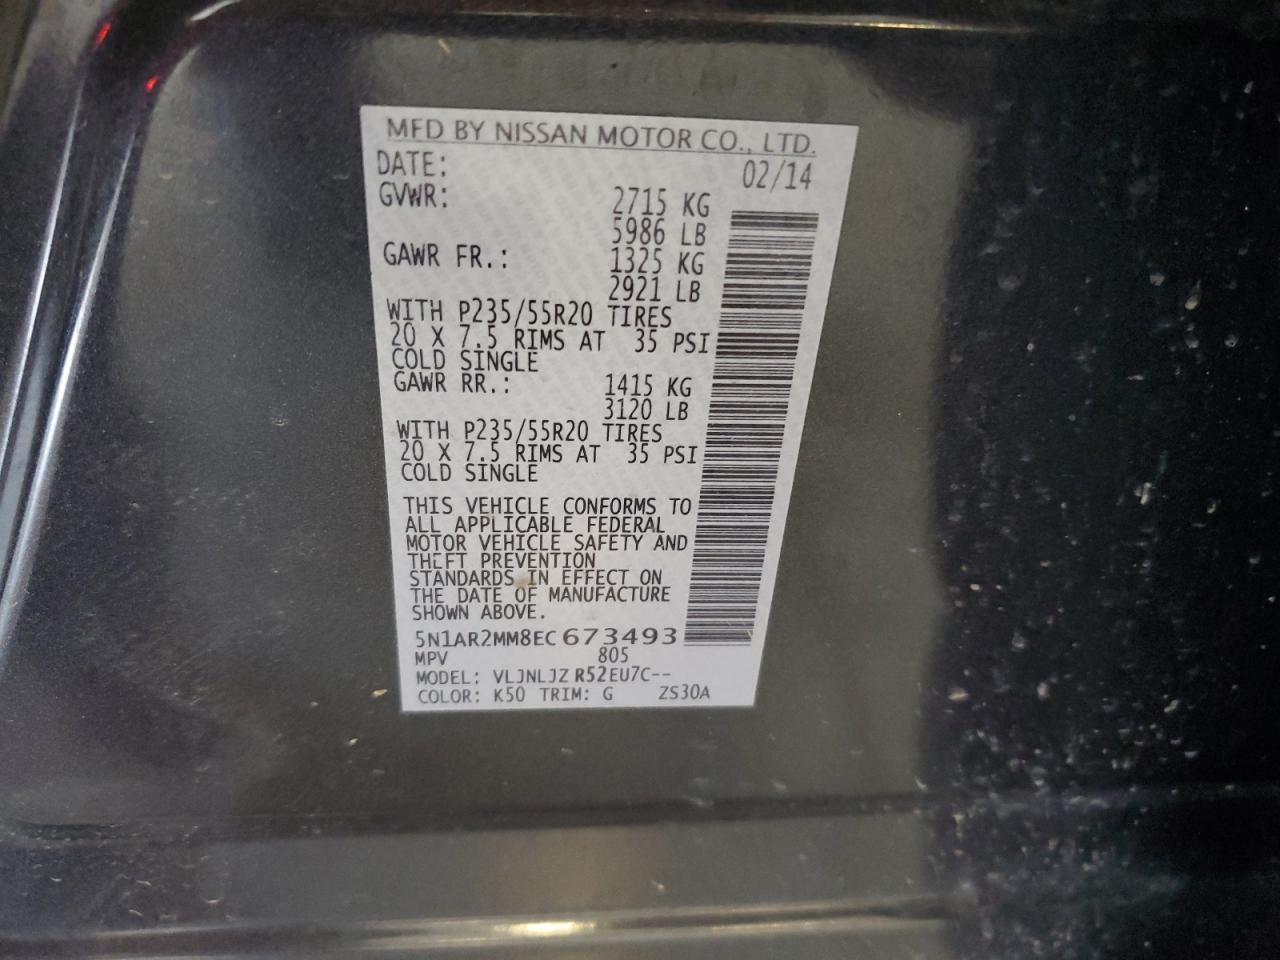 MFD BY NISSAN MOTOR CO., LTD.
DATE: 02/14
GVWR: 2715 KG
5986 LB
GAWR FR.: 1325 KG
2921 LB
WITH P235/55R20 TIRES
20 X 7.5 RIMS AT 35 PSI
COLD SINGLE
GAWR RR.: 1415 KG
3120 LB
WITH P235/55R20 TIRES
20 X 7.5 RIMS AT 35 PSI
COLD SINGLE
THIS VEHICLE CONFORMS TO
ALL APPLICABLE FEDERAL
MOTOR VEHICLE SAFETY AND
THEFT PREVENTION
STANDARDS IN EFFECT ON
THE DATE OF MANUFACTURE
SHOWN ABOVE.
5N1AR2MM8EC673493
MPV 805
MODEL: VLJNLJZ R52EU7C--
COLOR: K50 TRIM: G ZS30A